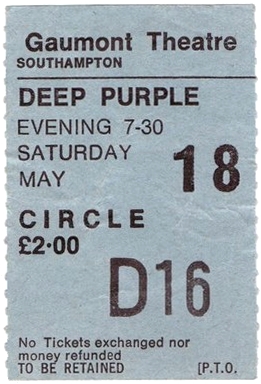 Gaumont Theatre
SOUTHAMPTON
DEEP PURPLE
EVENING 7-30
SATURDAY
MAY 18
CIRCLE
£2·00
D16
No Tickets exchanged nor
money refunded
TO BE RETAINED [P.T.O.